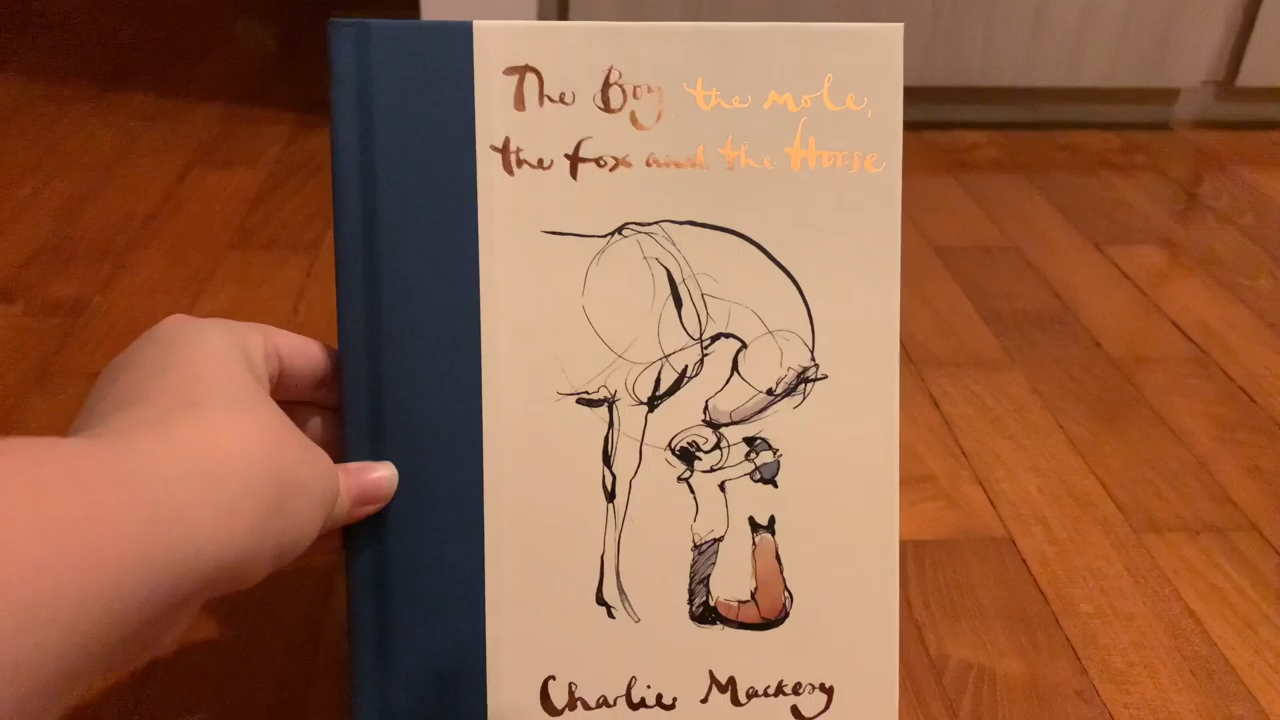 The Boy, the mole,
the fox and the Horse
Charlie Mackesy